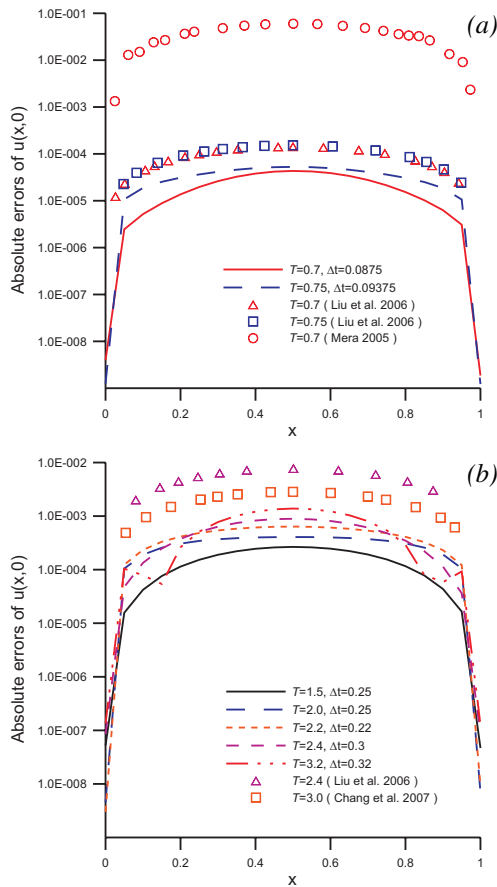 (a)
Absolute errors of u(x,0)
1.0E-001
1.0E-002
1.0E-003
1.0E-004
1.0E-005
1.0E-006
1.0E-007
1.0E-008
T=0.7, Δt=0.0875
T=0.75, Δt=0.09375
T=0.7 ( Liu et al. 2006 )
T=0.75 ( Liu et al. 2006 )
T=0.7 ( Mera 2005 )
0 0.2 0.4 0.6 0.8 1
x
(b)
Absolute errors of u(x,0)
1.0E-002
1.0E-003
1.0E-004
1.0E-005
1.0E-006
1.0E-007
1.0E-008
T=1.5, Δt=0.25
T=2.0, Δt=0.25
T=2.2, Δt=0.22
T=2.4, Δt=0.3
T=3.2, Δt=0.32
T=2.4 ( Liu et al. 2006 )
T=3.0 ( Chang et al. 2007 )
0 0.2 0.4 0.6 0.8 1
x